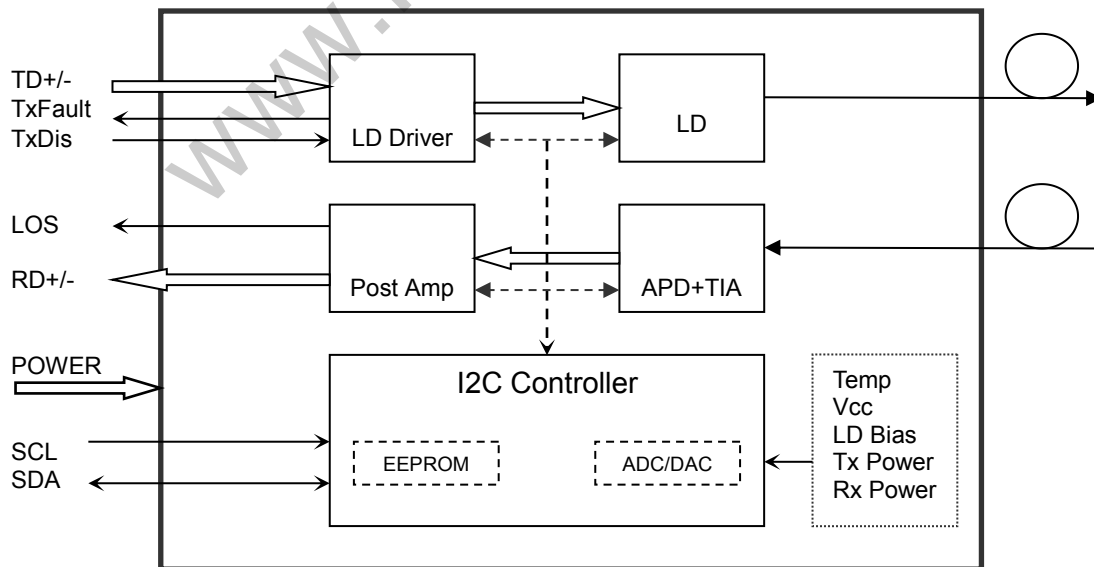 www.
TD+/-
TxFault
TxDis
LD Driver
LD
LOS
RD+/-
Post Amp
APD+TIA
POWER
I2C Controller
SCL
SDA
EEPROM
ADC/DAC
Temp
Vcc
LD Bias
Tx Power
Rx Power